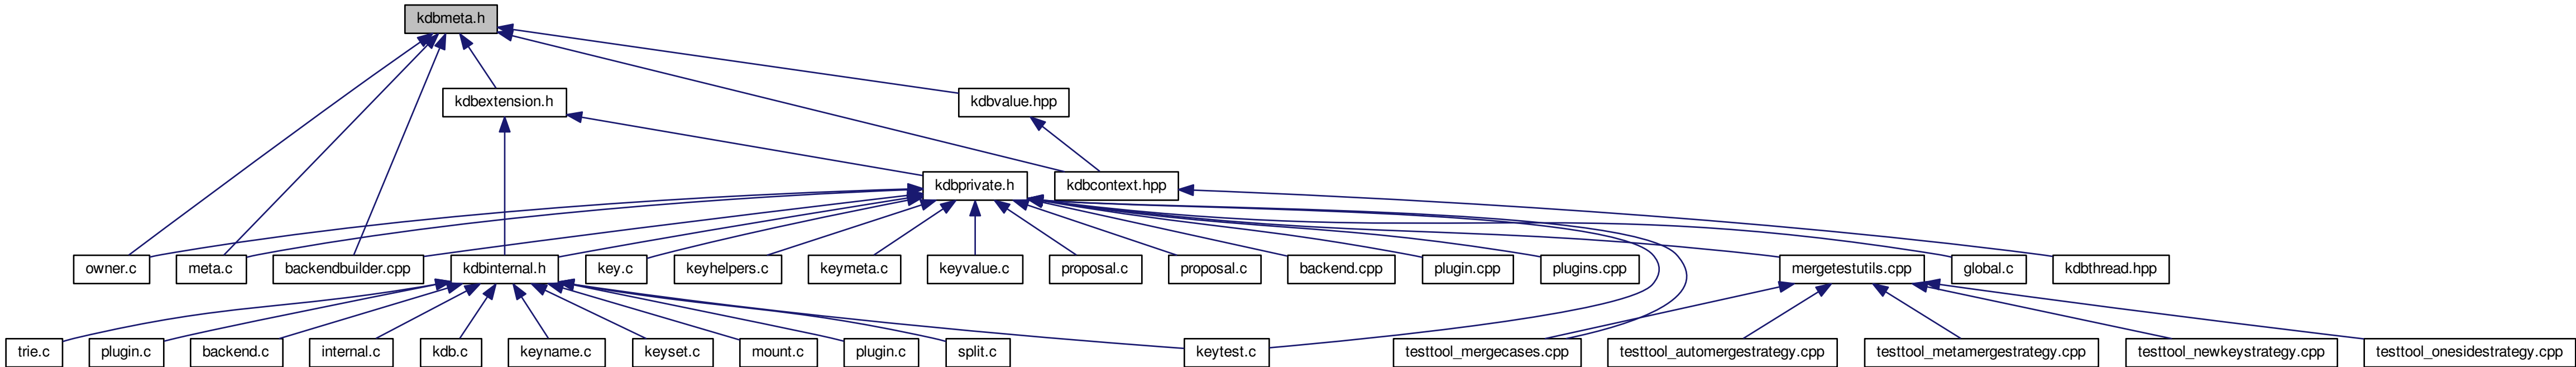 kdbmeta.h
kdbextension.h
kdbvalue.hpp
kdbprivate.h
kdbcontext.hpp
owner.c
meta.c
backendbuilder.cpp
kdbinternal.h
key.c
keyhelpers.c
keymeta.c
keyvalue.c
proposal.c
proposal.c
backend.cpp
plugin.cpp
plugins.cpp
mergetestutils.cpp
global.c
kdbthread.hpp
trie.c
plugin.c
backend.c
internal.c
kdb.c
keyname.c
keyset.c
mount.c
plugin.c
split.c
keytest.c
testtool_mergecases.cpp
testtool_automergestrategy.cpp
testtool_metamergestrategy.cpp
testtool_newkeystrategy.cpp
testtool_onesidestrategy.cpp